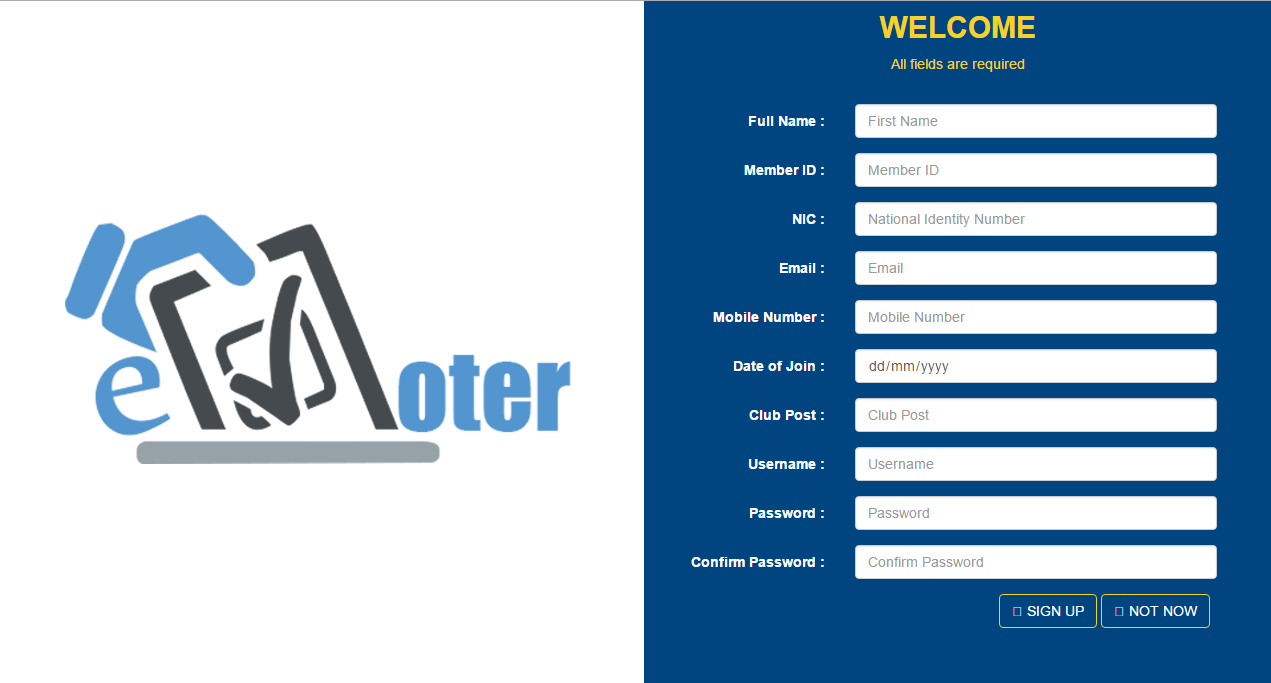 WELCOME
All fields are required
Full Name : First Name
Member ID : Member ID
NIC : National Identity Number
Email : Email
Mobile Number : Mobile Number
Date of Join : dd/mm/yyyy
Club Post : Club Post
Username : Username
Password : Password
Confirm Password : Confirm Password
SIGN UP NOT NOW
e oter